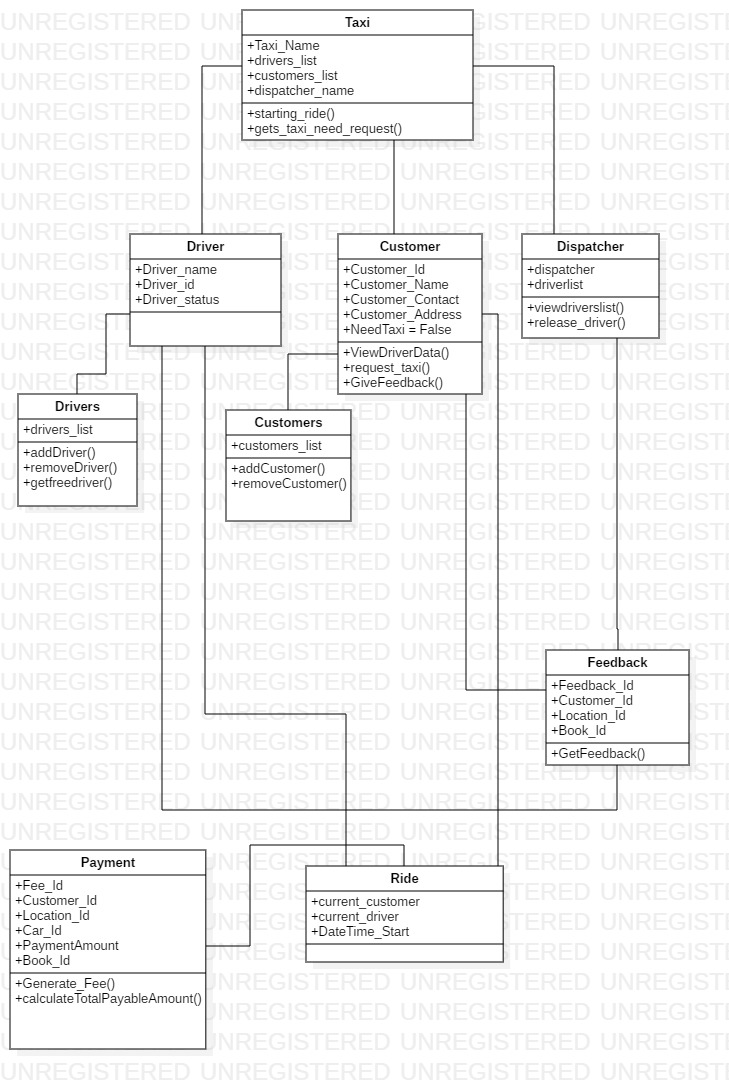 Taxi
+Taxi_Name
+drivers_list
+customers_list
+dispatcher_name
+starting_ride()
+gets_taxi_need_request()
Driver
+Driver_name
+Driver_id
+Driver_status
Customer
+Customer_Id
+Customer_Name
+Customer_Contact
+Customer_Address
+NeedTaxi = False
+ViewDriverData()
+request_taxi()
+GiveFeedback()
Dispatcher
+dispatcher
+driverlist
+viewdriverslist()
+release_driver()
Drivers
+drivers_list
+addDriver()
+removeDriver()
+getfreedriver()
Customers
+customers_list
+addCustomer()
+removeCustomer()
Feedback
+Feedback_Id
+Customer_Id
+Location_Id
+Book_Id
+GetFeedback()
Payment
+Fee_Id
+Customer_Id
+Location_Id
+Car_Id
+PaymentAmount
+Book_Id
+Generate_Fee()
+calculateTotalPayableAmount()
Ride
+current_customer
+current_driver
+DateTime_Start
UNREGISTERED